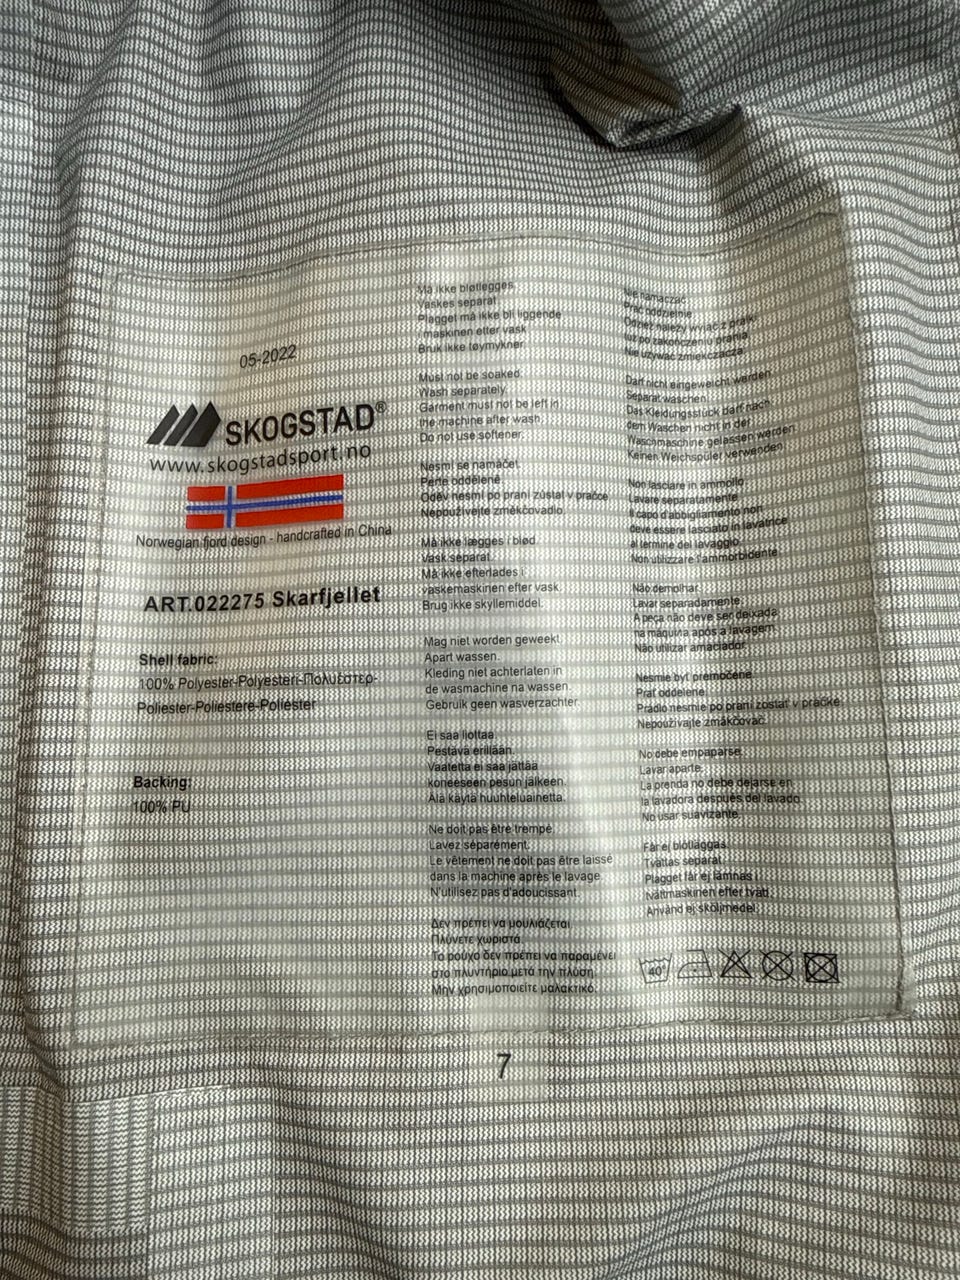 05-2022
SKOGSTAD®
www.skogstadsport.no
Norwegian fjord design - handcrafted in China
ART.022275 Skarfjellet
Shell fabric:
100% Polyester-Polyesteri-Πολυέστερ-
Poliester-Poliestere-Poliester
Backing:
100% PU
Må ikke bløtlegges.
Vaskes separat.
Plagget må ikke bli liggende
i maskinen etter vask.
Bruk ikke tøymykner.
Must not be soaked.
Wash separately.
Garment must not be left in
the machine after wash.
Do not use softener.
Nesmí se namáčet.
Perte oddělené.
Oděv nesmí po praní zůstat v pračce.
Nepoužívejte změkčovadlo.
Må ikke lægges i blød.
Vask separat.
Må ikke efterlades i
vaskemaskinen efter vask.
Brug ikke skyllemiddel.
Mag niet worden geweekt.
Apart wassen.
Kleding niet achterlaten in
de wasmachine na wassen.
Gebruik geen wasverzachter.
Ei saa liottaa.
Pestävä erillään.
Vaatetta ei saa jättää
koneeseen pesun jälkeen.
Älä käytä huuhteluainetta.
Ne doit pas être trempé.
Lavez séparément.
Le vêtement ne doit pas être laissé
dans la machine après le lavage.
N'utilisez pas d'adoucissant.
Δεν πρέπει να μουλιάζεται.
Πλύνετε χωριστά.
Το ρούχο δεν πρέπει να παραμένει
στο πλυντήριο μετά την πλύση.
Μην χρησιμοποιείτε μαλακτικό.
Nie namaczać.
Prać oddzielnie.
Odzież należy wyjąć z pralki
już po zakończeniu prania.
Nie używać zmiękczacza.
Darf nicht eingeweicht werden.
Separat waschen.
Das Kleidungsstück darf nach
dem Waschen nicht in der
Waschmaschine gelassen werden.
Keinen Weichspüler verwenden.
Non lasciare in ammollo.
Lavare separatamente.
Il capo d'abbigliamento non
deve essere lasciato in lavatrice
al termine del lavaggio.
Non utilizzare l'ammorbidente.
Não demolhar.
Lavar separadamente.
A peça não deve ser deixada
na máquina após a lavagem.
Não utilizar amaciador.
Nesmie byť premočené.
Prať oddelene.
Prádlo nesmie po praní zostať v práčke.
Nepoužívajte zmäkčovač.
No debe empaparse.
Lavar aparte.
La prenda no debe dejarse en
la lavadora después del lavado.
No usar suavizante.
Får ej blötläggas.
Tvättas separat.
Plagget får ej lämnas i
tvättmaskinen efter tvätt.
Använd ej sköljmedel.
40°
7